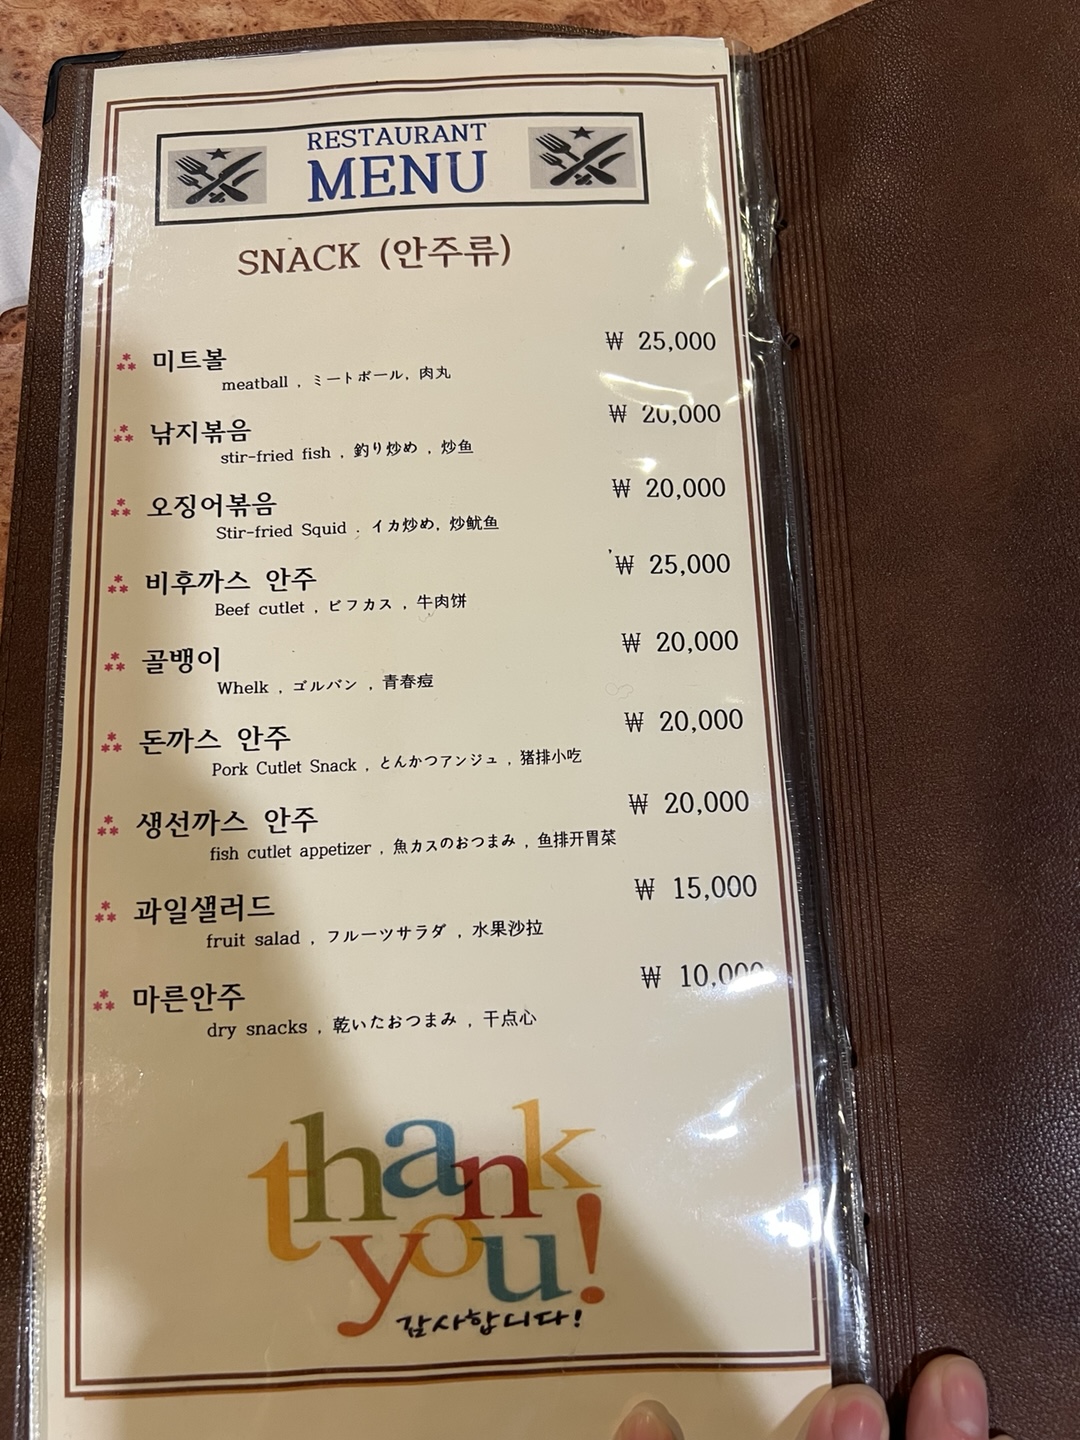 RESTAURANT
MENU
SNACK (안주류)
미트볼 ₩ 25,000
meatball , ミートボール, 肉丸
낚지볶음 ₩ 20,000
stir-fried fish , 釣り炒め , 炒鱼
오징어볶음 ₩ 20,000
Stir-fried Squid , イカ炒め, 炒鱿鱼
비후까스 안주 ₩ 25,000
Beef cutlet , ビフカス , 牛肉饼
골뱅이 ₩ 20,000
Whelk , ゴルバン , 青春痘
돈까스 안주 ₩ 20,000
Pork Cutlet Snack , とんかつアンジュ , 猪排小吃
생선까스 안주 ₩ 20,000
fish cutlet appetizer , 魚カスのおつまみ , 鱼排开胃菜
과일샐러드 ₩ 15,000
fruit salad , フルーツサラダ , 水果沙拉
마른안주 ₩ 10,000
dry snacks , 乾いたおつまみ , 干点心
thank
you!
감사합니다!